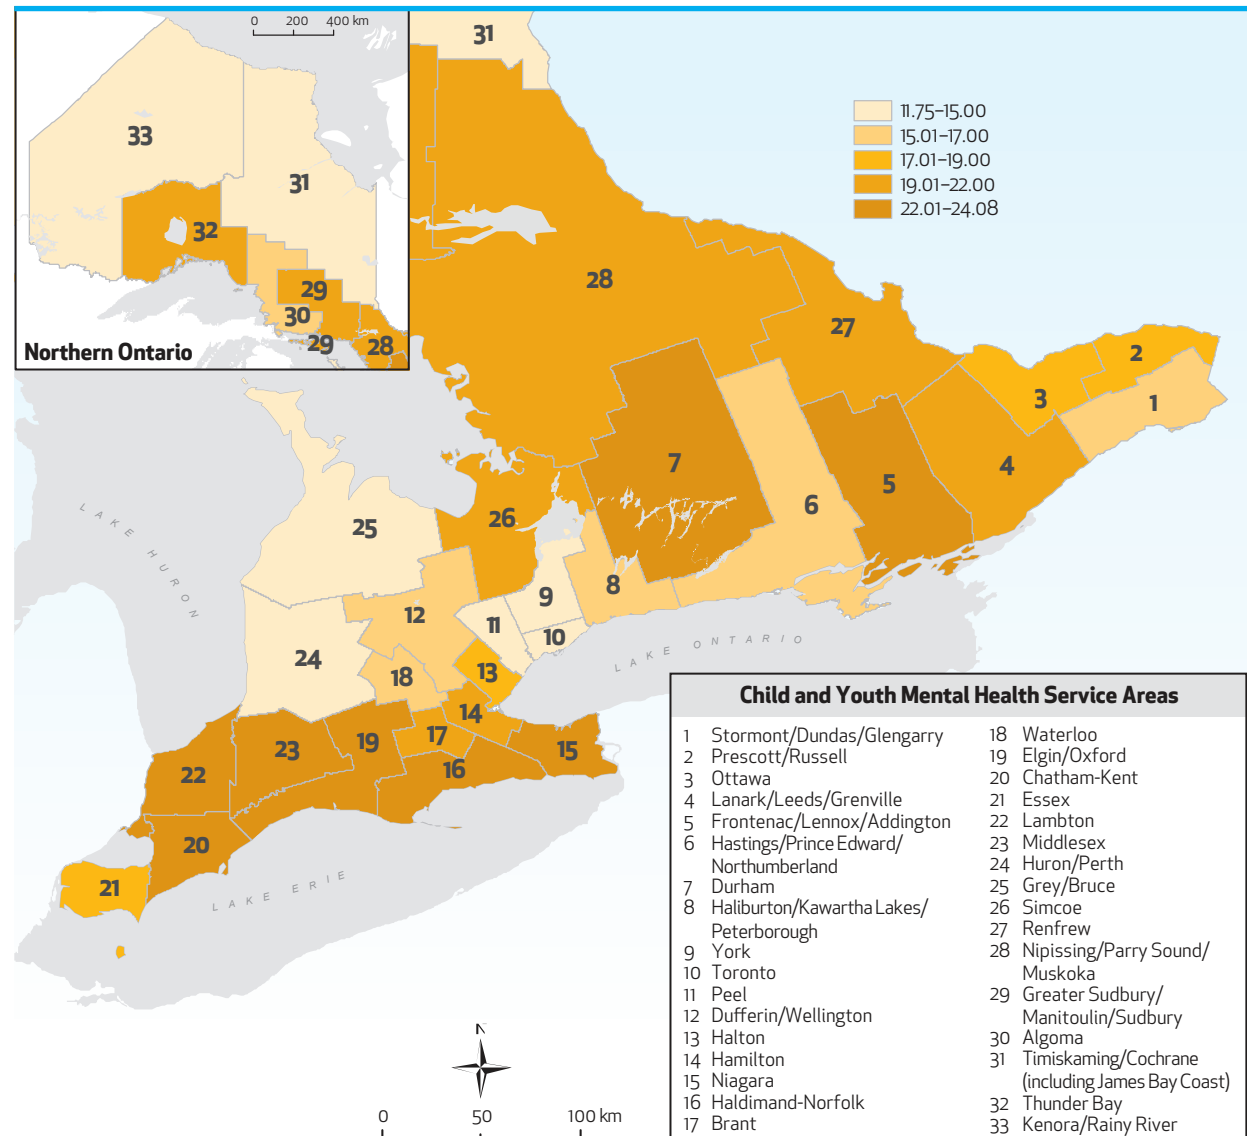 0 200 400 km
33
31
32
29
30
29
28
Northern Ontario
31
11.75–15.00
15.01–17.00
17.01–19.00
19.01–22.00
22.01–24.08
28
27
2
3
1
7
4
5
6
26
25
8
9
12
11
10
24
13
18
14
17
19
23
15
16
22
20
21
LAKE HURON
LAKE ONTARIO
LAKE ERIE
N
0 50 100 km
Child and Youth Mental Health Service Areas
1 Stormont/Dundas/Glengarry
2 Prescott/Russell
3 Ottawa
4 Lanark/Leeds/Grenville
5 Frontenac/Lennox/Addington
6 Hastings/Prince Edward/
Northumberland
7 Durham
8 Haliburton/Kawartha Lakes/
Peterborough
9 York
10 Toronto
11 Peel
12 Dufferin/Wellington
13 Halton
14 Hamilton
15 Niagara
16 Haldimand-Norfolk
17 Brant
18 Waterloo
19 Elgin/Oxford
20 Chatham-Kent
21 Essex
22 Lambton
23 Middlesex
24 Huron/Perth
25 Grey/Bruce
26 Simcoe
27 Renfrew
28 Nipissing/Parry Sound/
Muskoka
29 Greater Sudbury/
Manitoulin/Sudbury
30 Algoma
31 Timiskaming/Cochrane
(including James Bay Coast)
32 Thunder Bay
33 Kenora/Rainy River